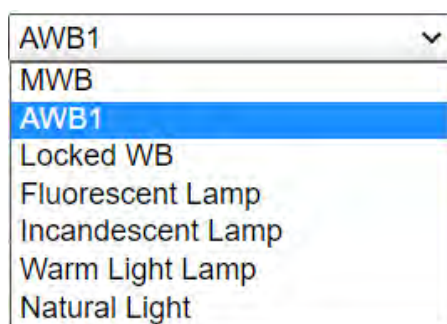 AWB1
MWB
AWB1
Locked WB
Fluorescent Lamp
Incandescent Lamp
Warm Light Lamp
Natural Light